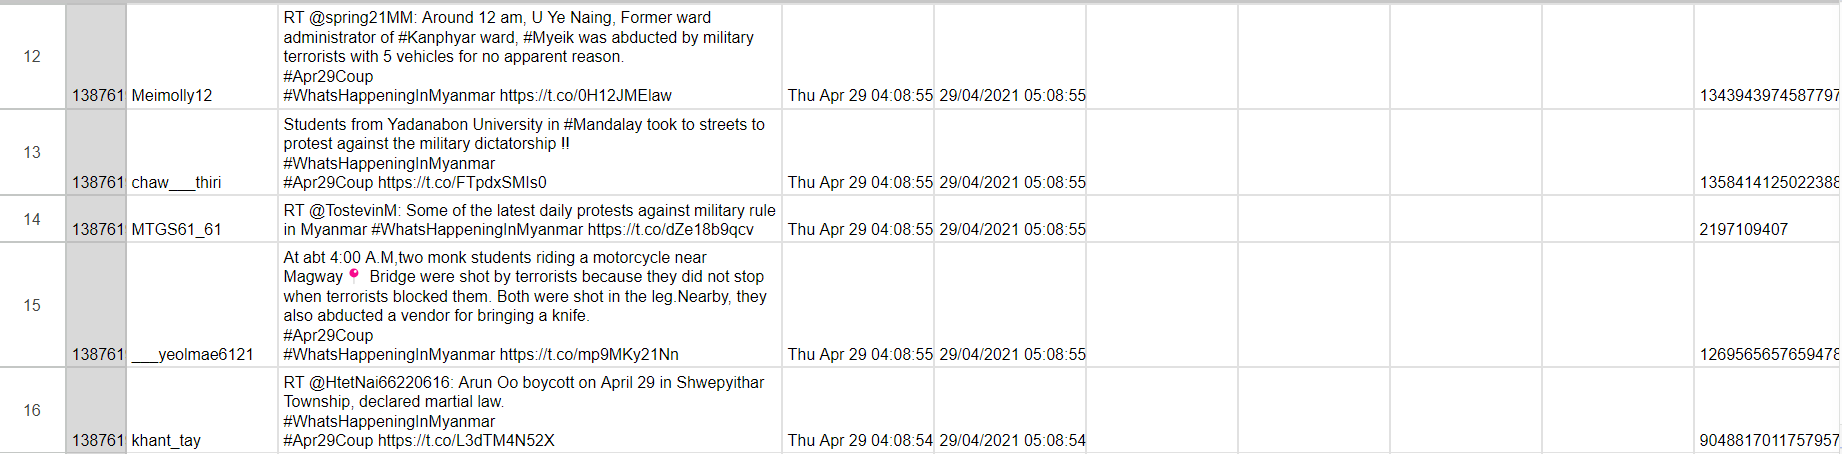 RT @spring21MM: Around 12 am, U Ye Naing, Former ward
administrator of #Kanphyar ward, #Myeik was abducted by military
terrorists with 5 vehicles for no apparent reason.
#Apr29Coup
12 138761 Meimolly12 #WhatsHappeningInMyanmar https://t.co/0H12JMElaw Thu Apr 29 04:08:55 29/04/2021 05:08:55 1343943974587797
Students from Yadanabon University in #Mandalay took to streets to
protest against the military dictatorship !!
#WhatsHappeningInMyanmar
13 138761 chaw___thiri #Apr29Coup https://t.co/FTpdxSMIs0 Thu Apr 29 04:08:55 29/04/2021 05:08:55 1358414125022388
RT @TostevinM: Some of the latest daily protests against military rule
14 138761 MTGS61_61 in Myanmar #WhatsHappeningInMyanmar https://t.co/dZe18b9qcv Thu Apr 29 04:08:55 29/04/2021 05:08:55 2197109407
At abt 4:00 A.M,two monk students riding a motorcycle near
Magway📍 Bridge were shot by terrorists because they did not stop
when terrorists blocked them. Both were shot in the leg.Nearby, they
also abducted a vendor for bringing a knife.
#Apr29Coup
15 138761 ___yeolmae6121 #WhatsHappeningInMyanmar https://t.co/mp9MKy21Nn Thu Apr 29 04:08:55 29/04/2021 05:08:55 1269565657659478
RT @HtetNai66220616: Arun Oo boycott on April 29 in Shwepyithar
Township, declared martial law.
#WhatsHappeningInMyanmar
16 138761 khant_tay #Apr29Coup https://t.co/L3dTM4N52X Thu Apr 29 04:08:54 29/04/2021 05:08:54 9048817011757957